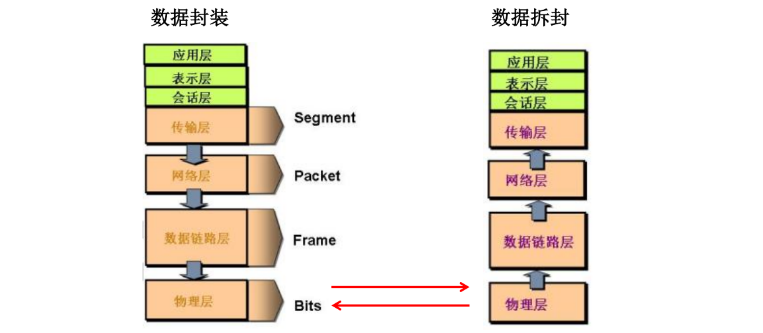 数据封装
数据拆封
应用层
表示层
会话层
传输层
Segment
网络层
Packet
数据链路层
Frame
物理层
Bits
应用层
表示层
会话层
传输层
网络层
数据链路层
物理层